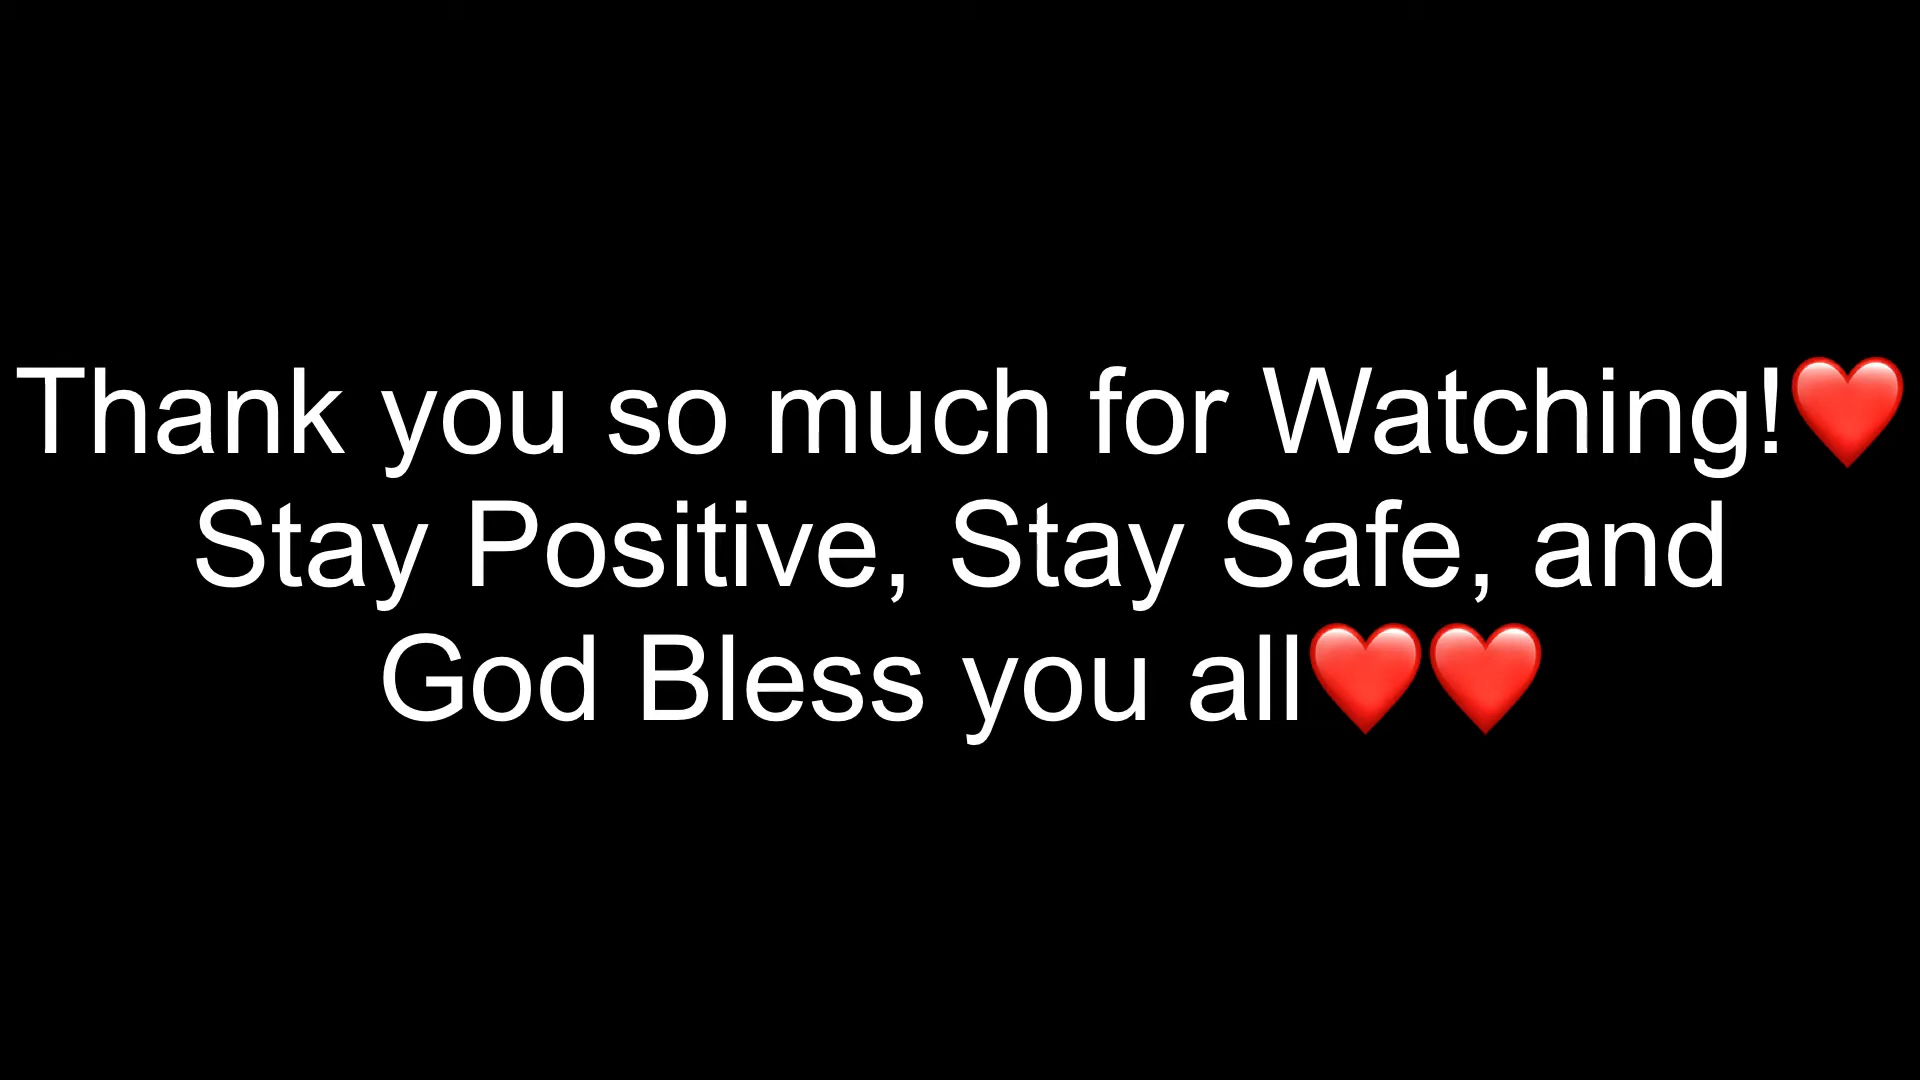 Thank you so much for Watching!❤️
Stay Positive, Stay Safe, and
God Bless you all❤️❤️